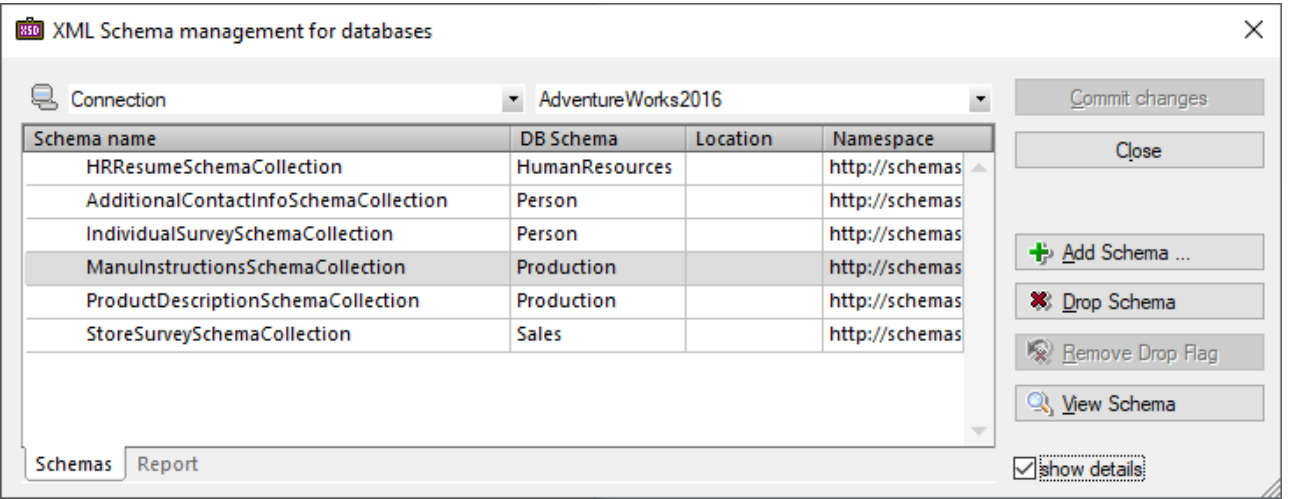 XSD XML Schema management for databases
Connection AdventureWorks2016 Commit changes
Schema name DB Schema Location Namespace
Close
HRResumeSchemaCollection HumanResources http://schemas
AdditionalContactInfoSchemaCollection Person http://schemas
IndividualSurveySchemaCollection Person http://schemas
Add Schema ...
ManuInstructionsSchemaCollection Production http://schemas
ProductDescriptionSchemaCollection Production http://schemas
Drop Schema
StoreSurveySchemaCollection Sales http://schemas
Remove Drop Flag
View Schema
Schemas Report
show details